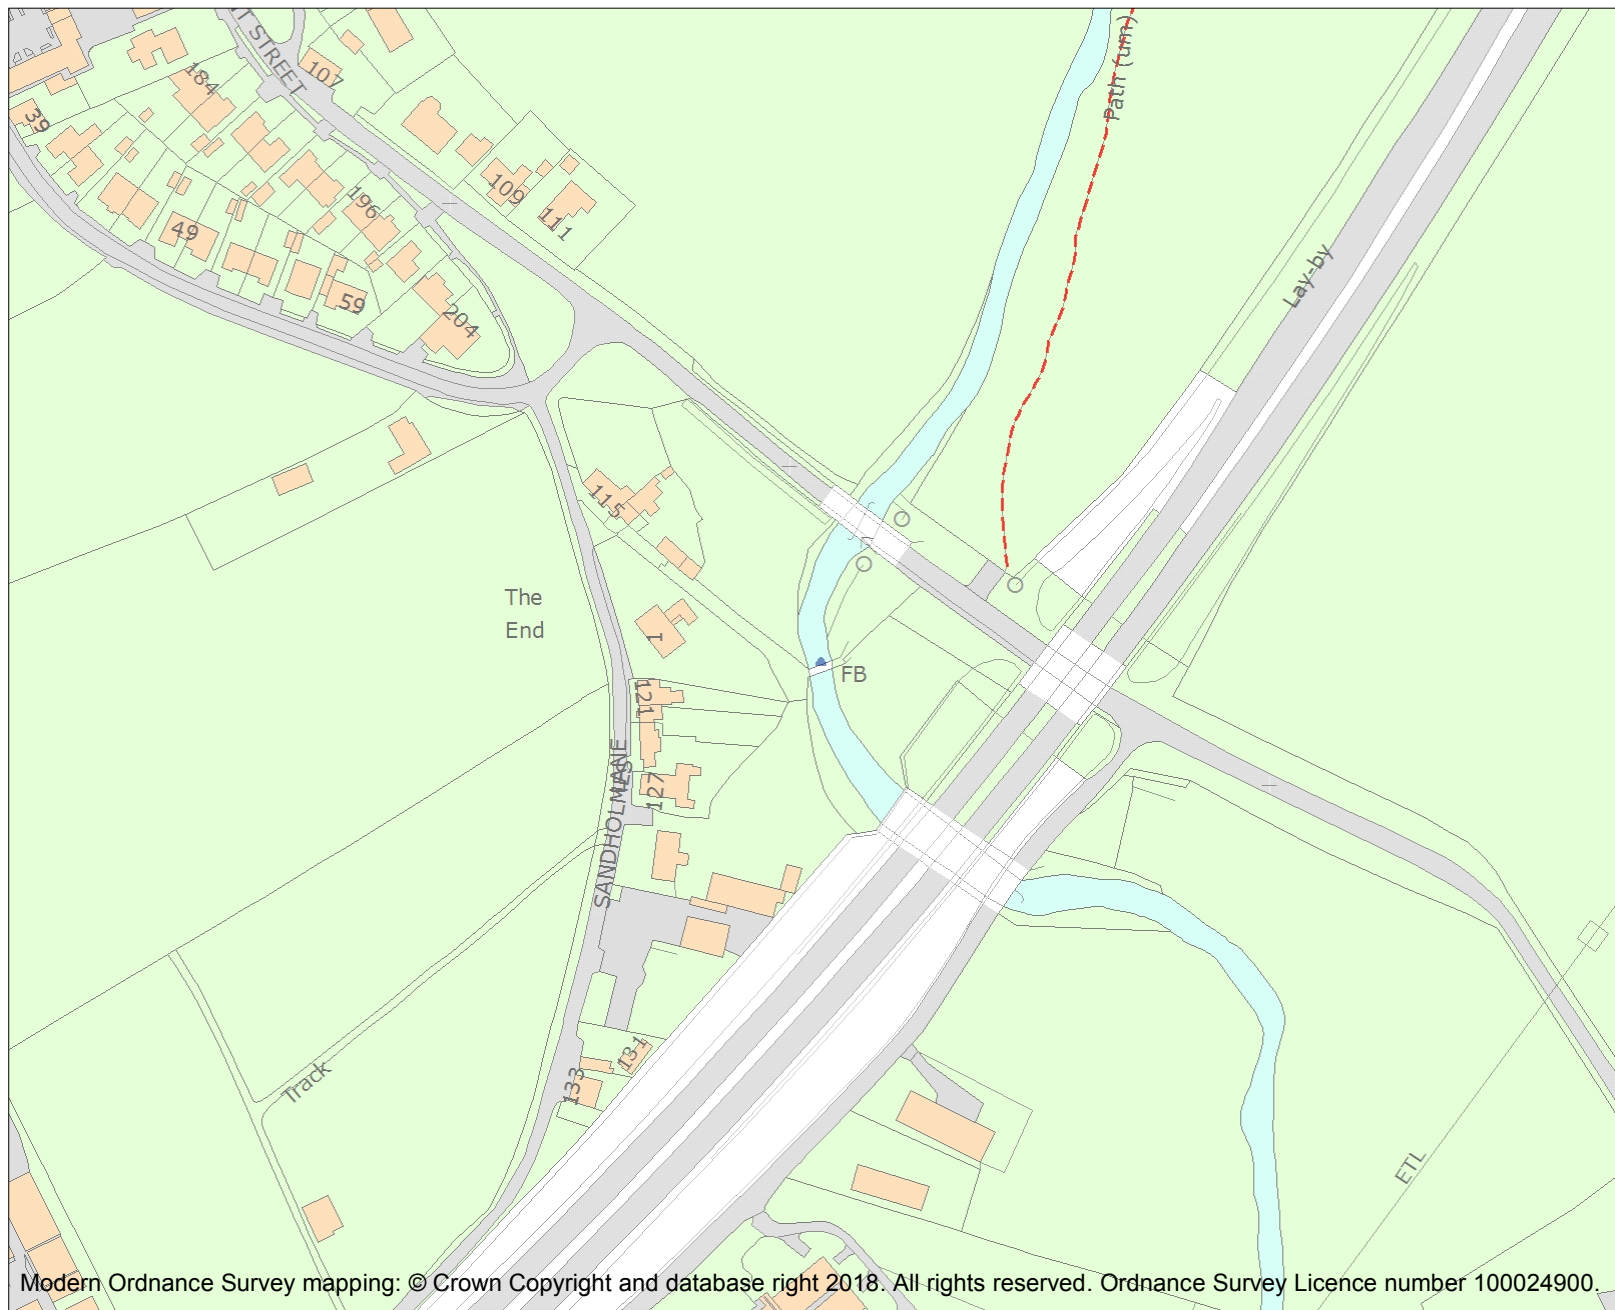 T STREET
107
184
39
109
111
196
49
59
204
Path (um)
Lay-by
115
The
End
1
FB
121
127
SANDHOLME
LANE
131
133
Track
ETL
Modern Ordnance Survey mapping: © Crown Copyright and database right 2018. All rights reserved. Ordnance Survey Licence number 100024900.